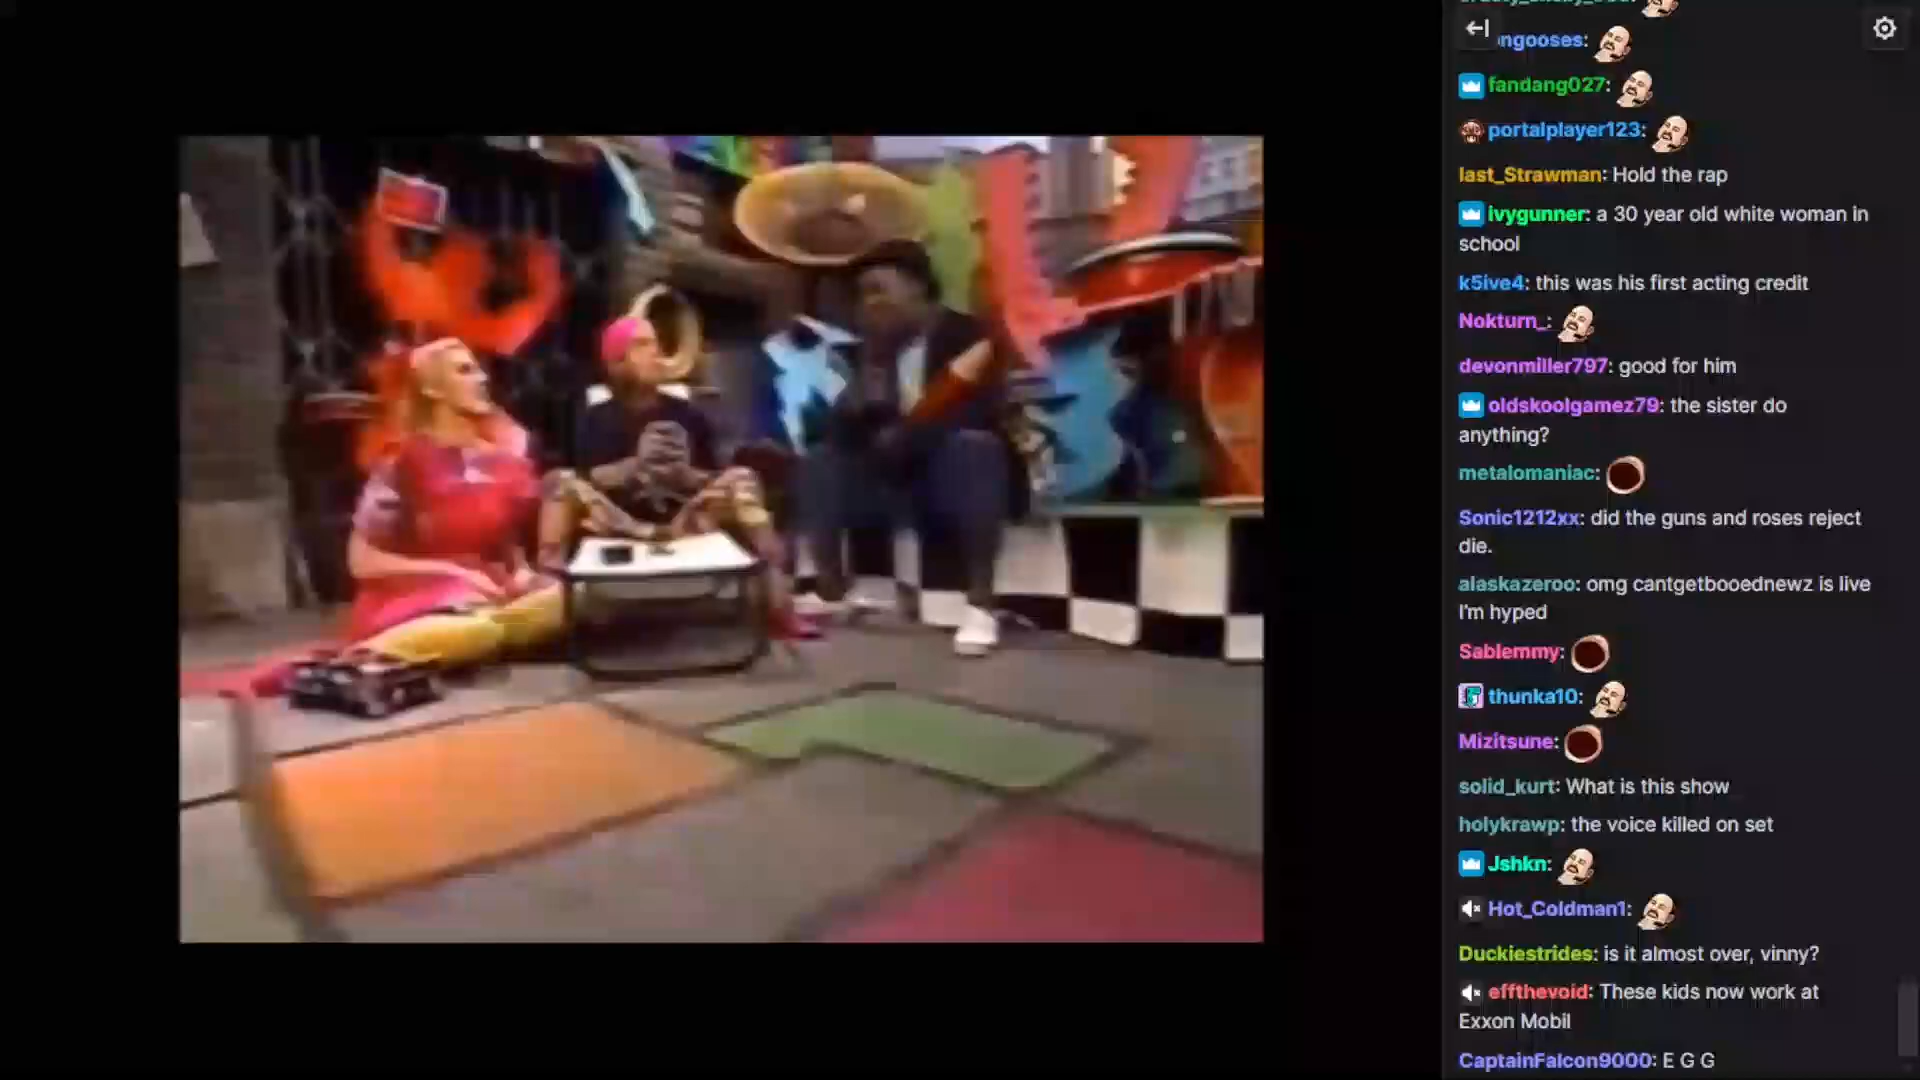 ngooses:
fandang027:
portalplayer123:
last_Strawman: Hold the rap
ivygunner: a 30 year old white woman in
school
k5ive4: this was his first acting credit
Nokturn_:
devonmiller797: good for him
oldskoolgamez79: the sister do
anything?
metalomaniac:
Sonic1212xx: did the guns and roses reject
die.
alaskazeroo: omg cantgetbooednewz is live
I'm hyped
Sablemmy:
thunka10:
Mizitsune:
solid_kurt: What is this show
holykrawp: the voice killed on set
Jshkn:
Hot_Coldman1:
Duckiestrides: is it almost over, vinny?
effthevoid: These kids now work at
Exxon Mobil
CaptainFalcon9000: E G G